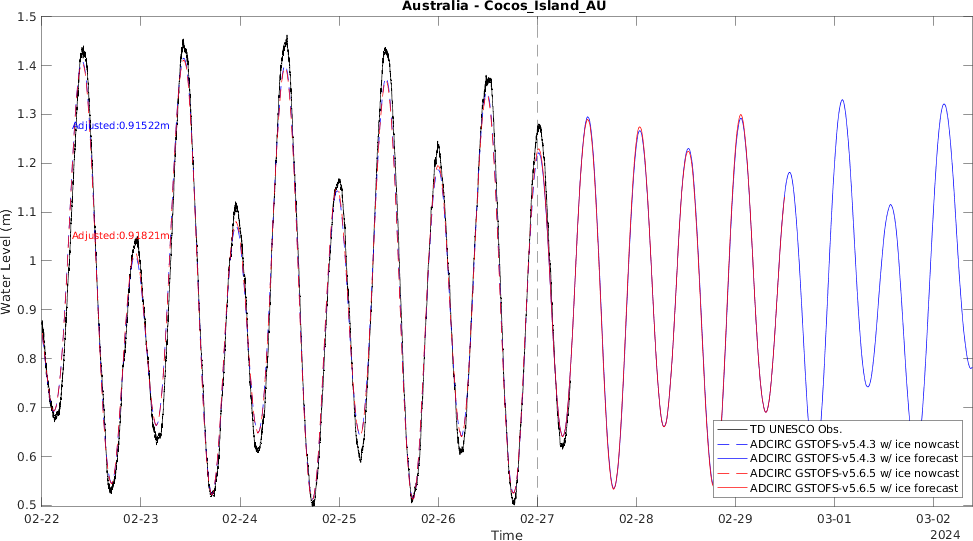 Australia - Cocos_Island_AU
1.5
1.4
1.3
1.2
1.1
1
0.9
0.8
0.7
0.6
0.5
Water Level (m)
Adjusted:0.91522m
Adjusted:0.91821m
TD UNESCO Obs.
ADCIRC GSTOFS-v5.4.3 w/ ice nowcast
ADCIRC GSTOFS-v5.4.3 w/ ice forecast
ADCIRC GSTOFS-v5.6.5 w/ ice nowcast
ADCIRC GSTOFS-v5.6.5 w/ ice forecast
02-22 02-23 02-24 02-25 02-26 02-27 02-28 02-29 03-01 03-02
Time
2024